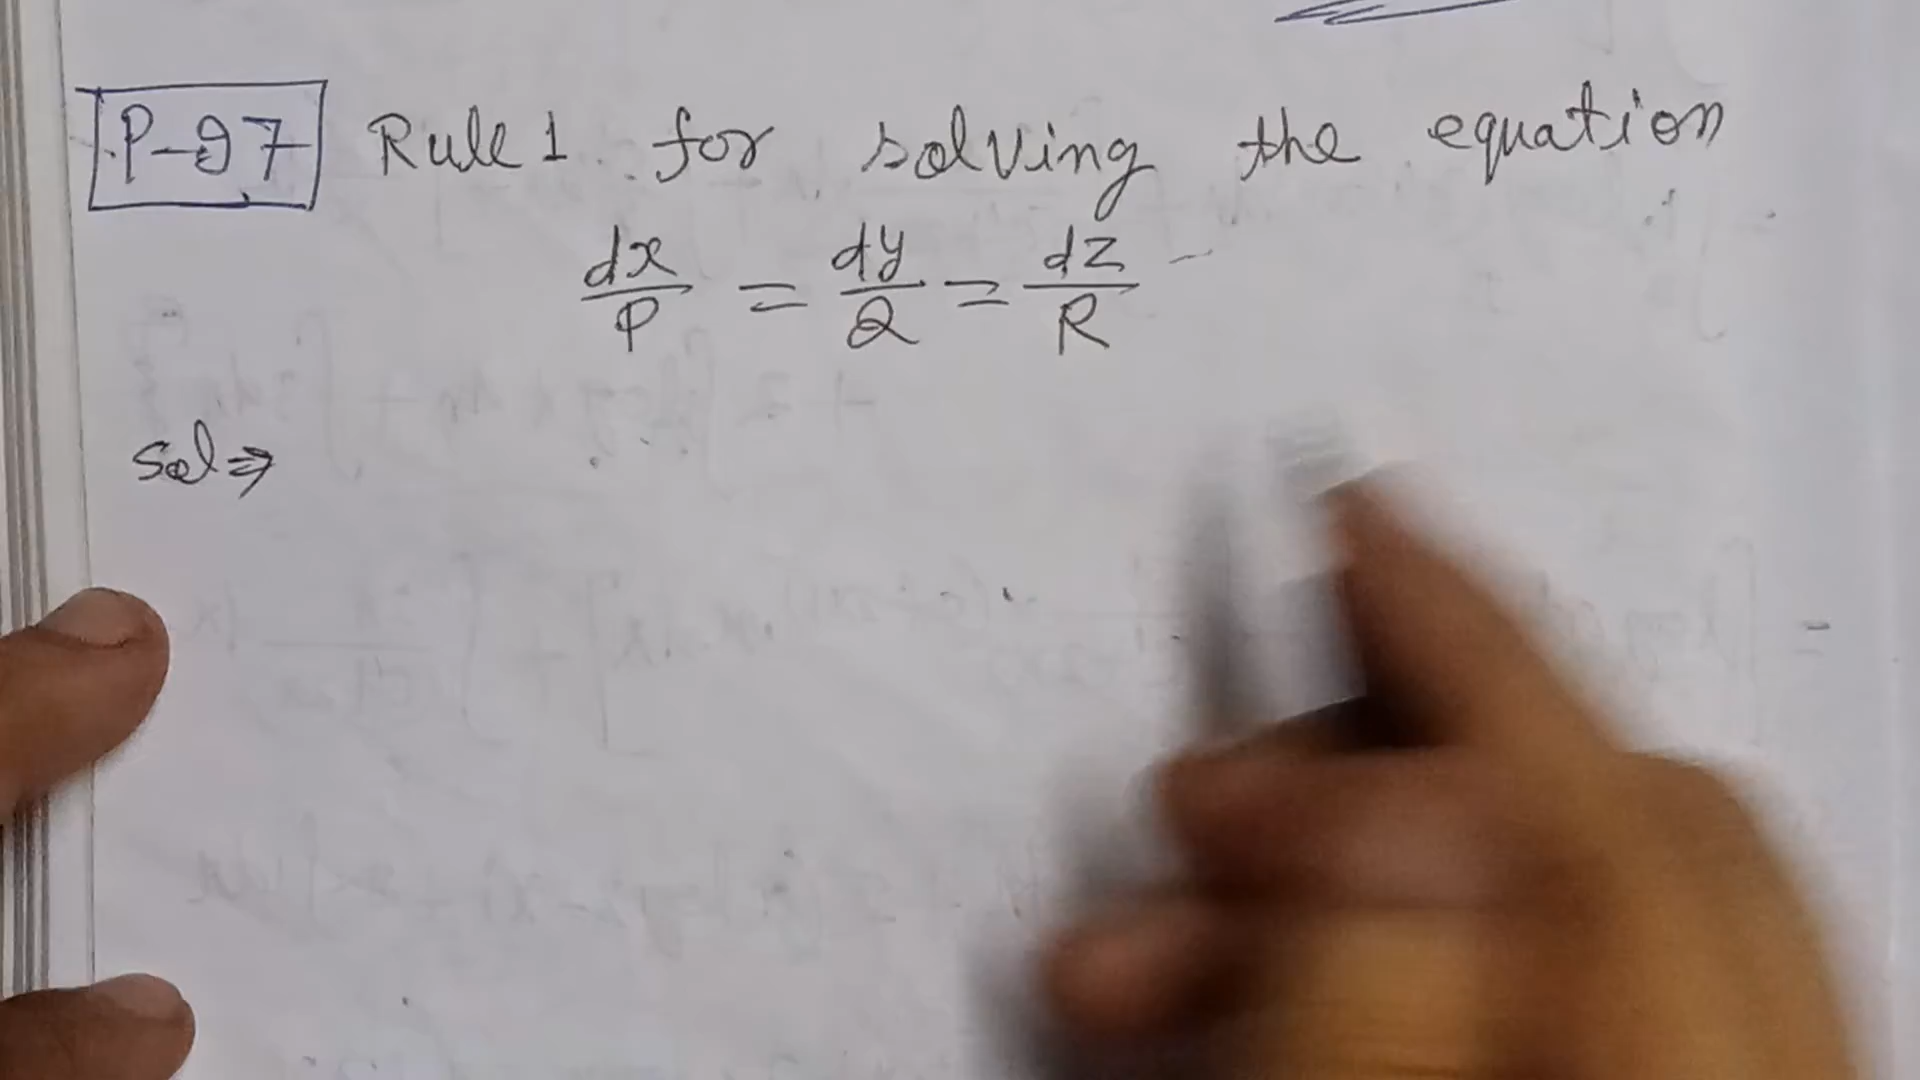 P-97 Rule 1 for solving the equation
dx/P = dy/Q = dz/R
Sol ⇒